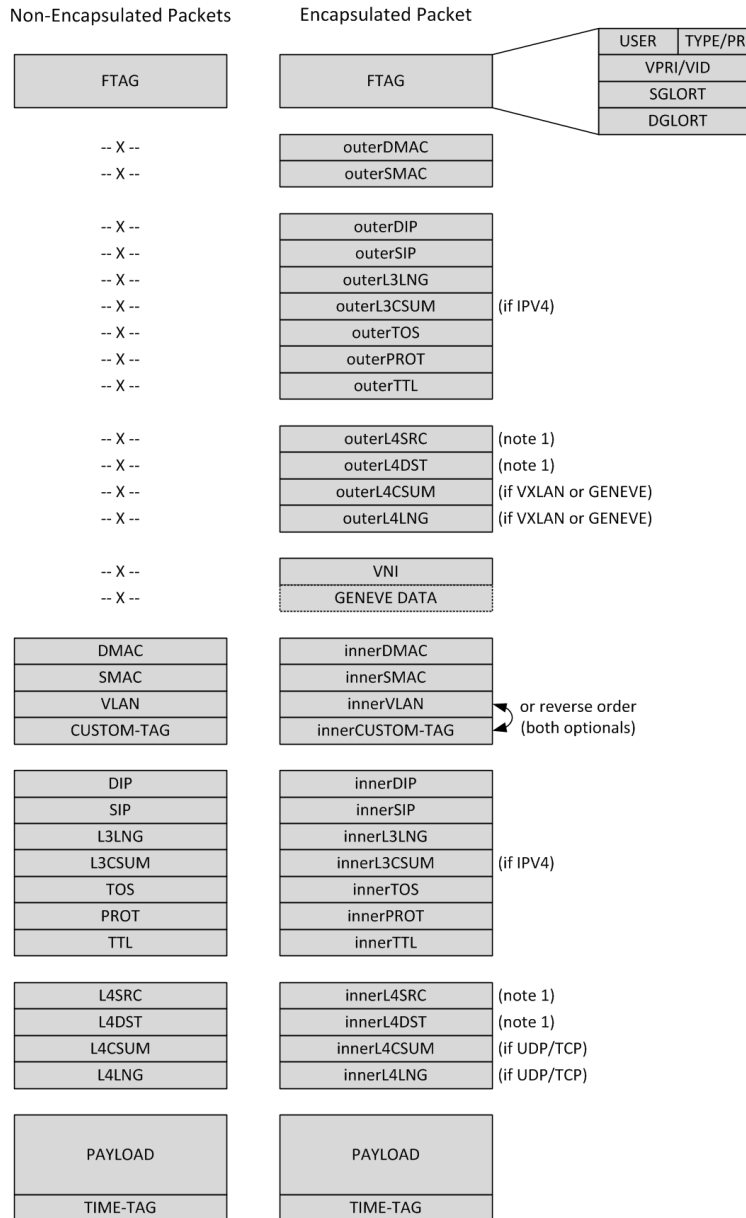 Non-Encapsulated Packets Encapsulated Packet
USER TYPE/PR
FTAG FTAG VPRI/VID
SGLORT
DGLORT
-- X -- outerDMAC
-- X -- outerSMAC
-- X -- outerDIP
-- X -- outerSIP
-- X -- outerL3LNG
-- X -- outerL3CSUM (if IPV4)
-- X -- outerTOS
-- X -- outerPROT
-- X -- outerTTL
-- X -- outerL4SRC (note 1)
-- X -- outerL4DST (note 1)
-- X -- outerL4CSUM (if VXLAN or GENEVE)
-- X -- outerL4LNG (if VXLAN or GENEVE)
-- X -- VNI
-- X -- GENEVE DATA
DMAC innerDMAC
SMAC innerSMAC
VLAN innerVLAN or reverse order
CUSTOM-TAG innerCUSTOM-TAG (both optionals)
DIP innerDIP
SIP innerSIP
L3LNG innerL3LNG
L3CSUM innerL3CSUM (if IPV4)
TOS innerTOS
PROT innerPROT
TTL innerTTL
L4SRC innerL4SRC (note 1)
L4DST innerL4DST (note 1)
L4CSUM innerL4CSUM (if UDP/TCP)
L4LNG innerL4LNG (if UDP/TCP)
PAYLOAD PAYLOAD
TIME-TAG TIME-TAG